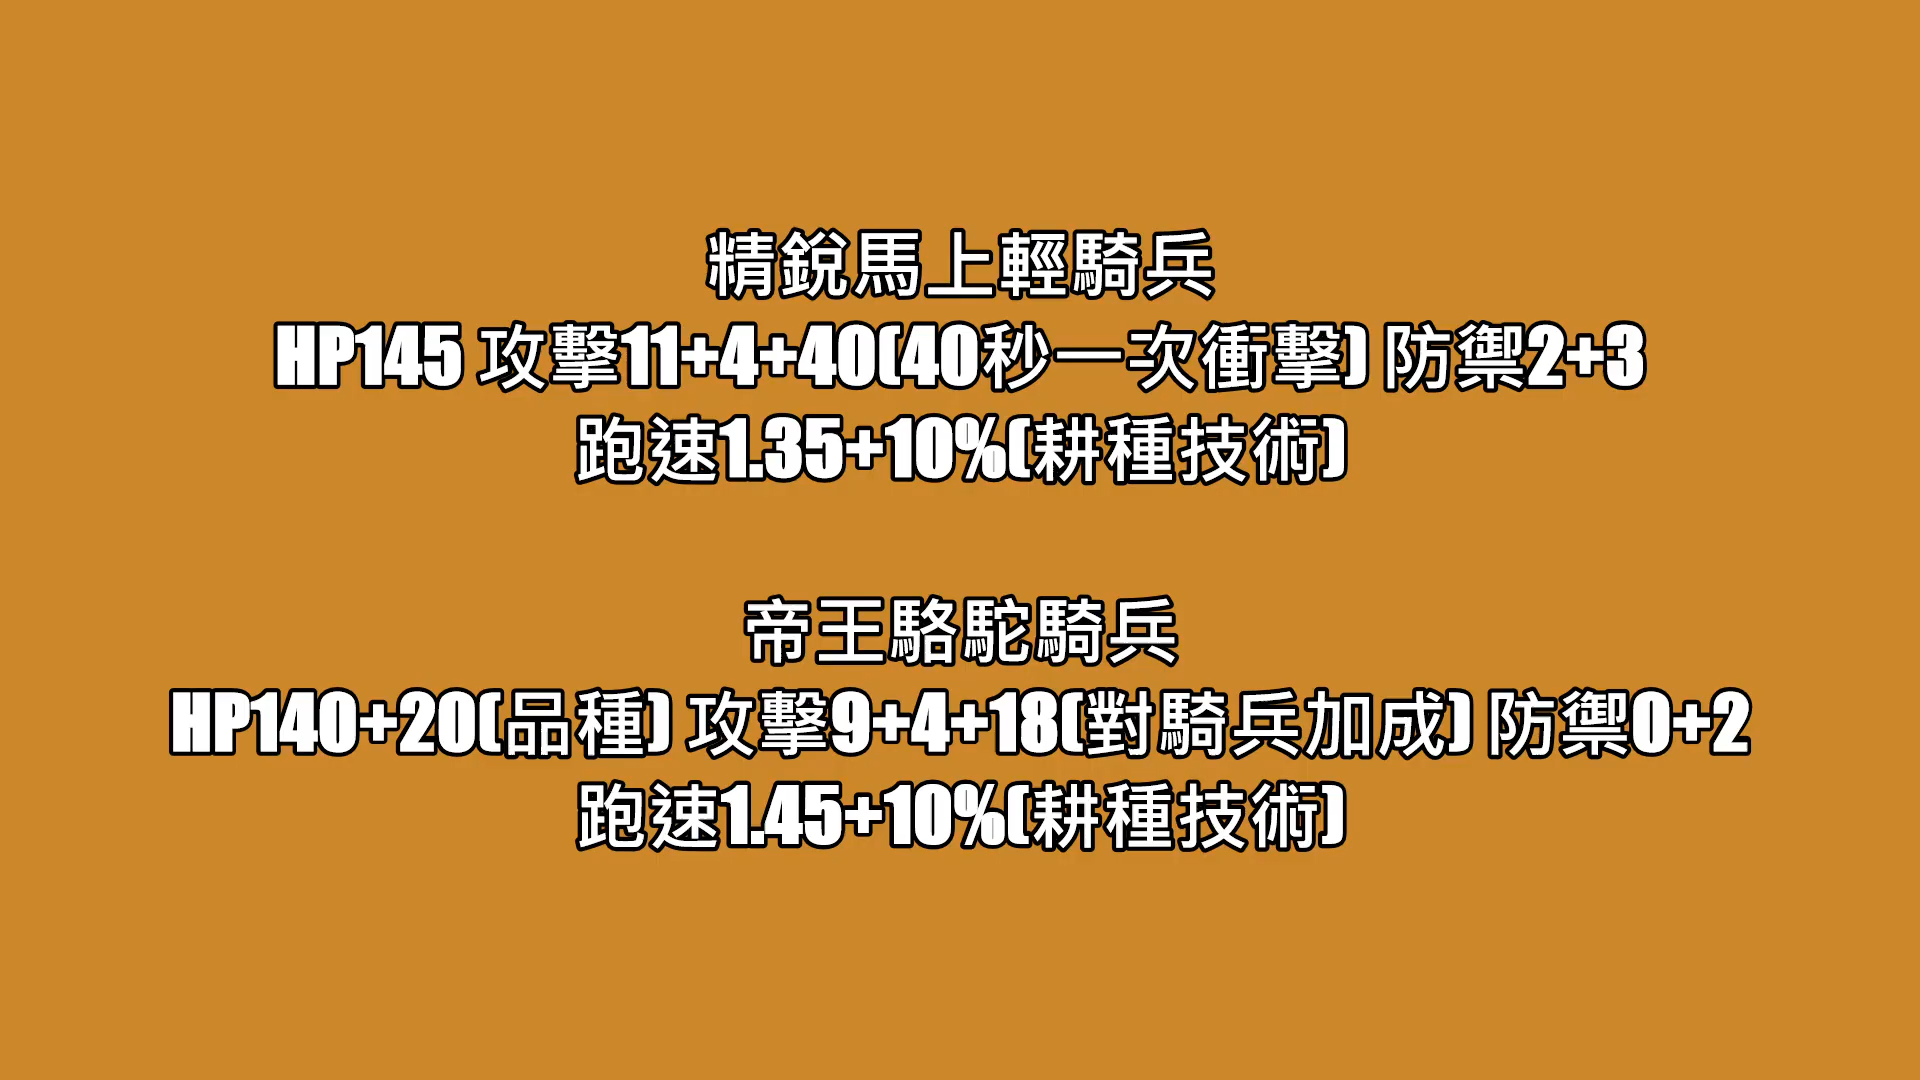 精銳馬上輕騎兵
HP145 攻擊11+4+40(40秒一次衝擊) 防禦2+3
跑速1.35+10%(耕種技術)
帝王駱駝騎兵
HP140+20(品種) 攻擊9+4+18(對騎兵加成) 防禦0+2
跑速1.45+10%(耕種技術)